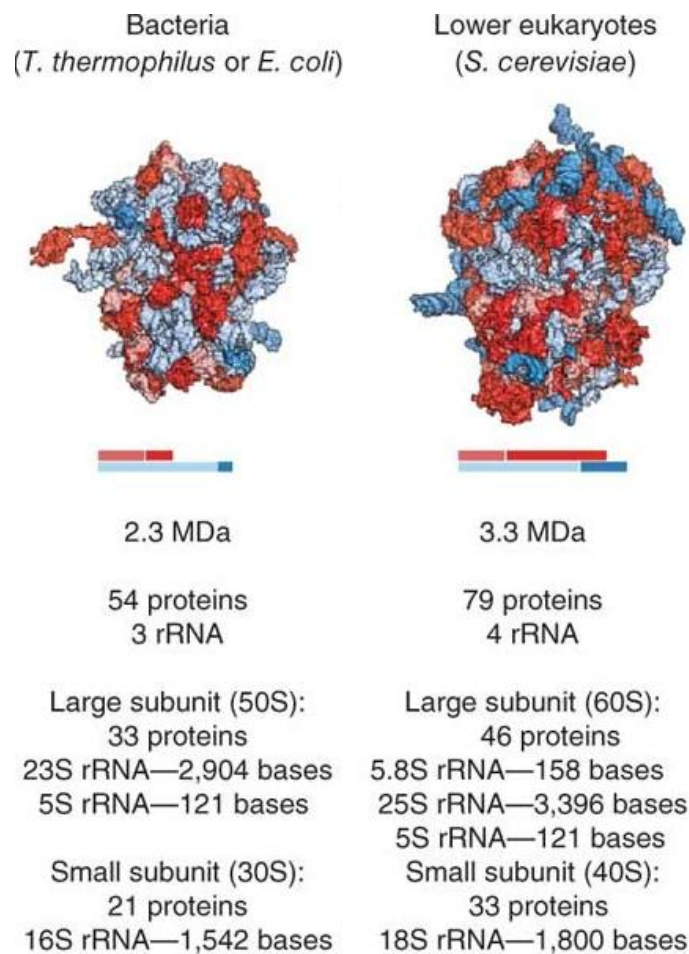 Bacteria
(T. thermophilus or E. coli)
2.3 MDa
54 proteins
3 rRNA
Large subunit (50S):
33 proteins
23S rRNA—2,904 bases
5S rRNA—121 bases
Small subunit (30S):
21 proteins
16S rRNA—1,542 bases
Lower eukaryotes
(S. cerevisiae)
3.3 MDa
79 proteins
4 rRNA
Large subunit (60S):
46 proteins
5.8S rRNA—158 bases
25S rRNA—3,396 bases
5S rRNA—121 bases
Small subunit (40S):
33 proteins
18S rRNA—1,800 bases